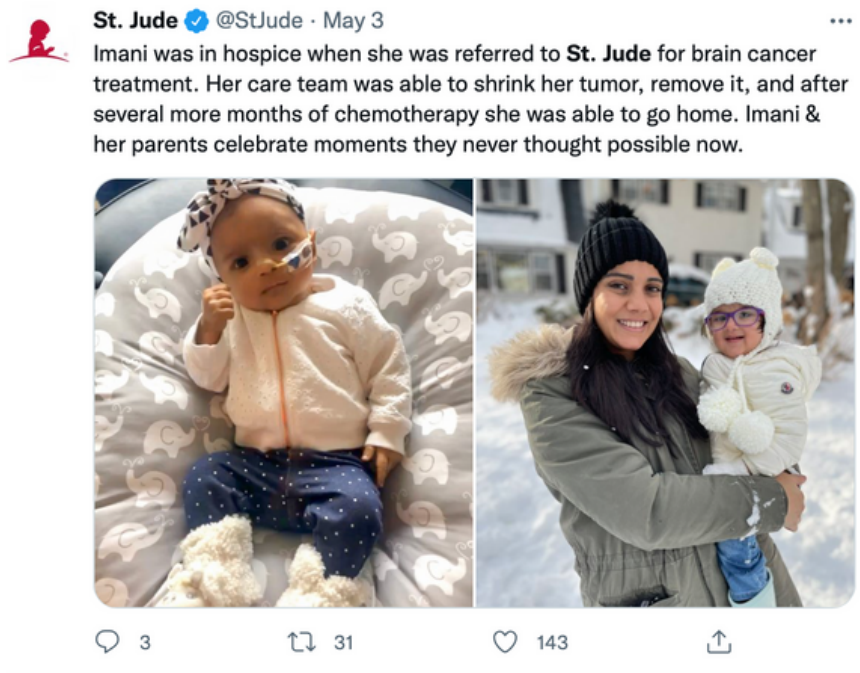 St. Jude @StJude · May 3
Imani was in hospice when she was referred to St. Jude for brain cancer
treatment. Her care team was able to shrink her tumor, remove it, and after
several more months of chemotherapy she was able to go home. Imani &
her parents celebrate moments they never thought possible now.
3 31 143